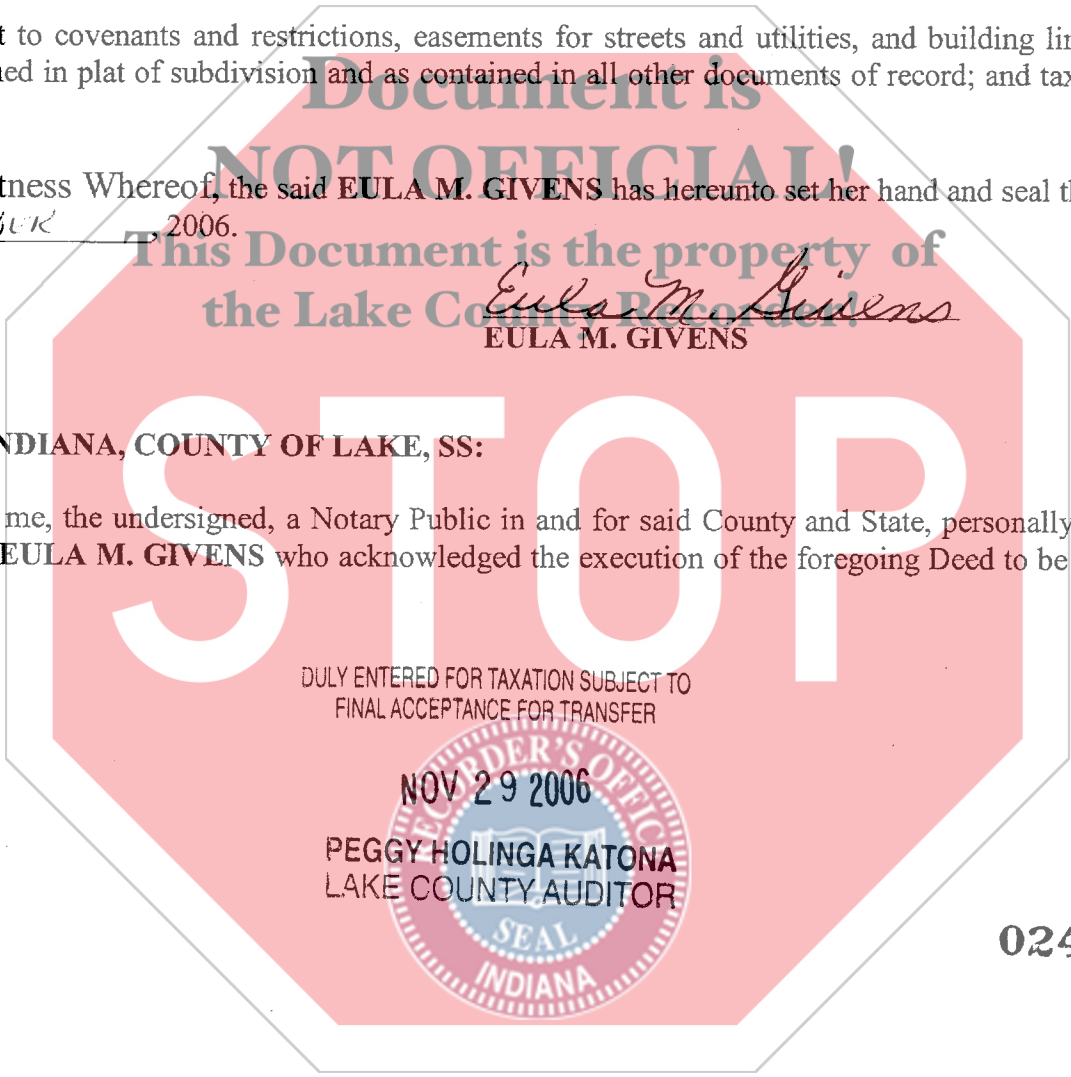 t to covenants and restrictions, easements for streets and utilities, and building lin
ned in plat of subdivision and as contained in all other documents of record; and tax
Document is
NOT OFFICIAL!
tness Whereof, the said EULA M. GIVENS has hereunto set her hand and seal th
, 2006.
This Document is the property of
the Lake County Recorder!
Eula M. Givens
EULA M. GIVENS
STOP
NDIANA, COUNTY OF LAKE, SS:
me, the undersigned, a Notary Public in and for said County and State, personally
EULA M. GIVENS who acknowledged the execution of the foregoing Deed to be
DULY ENTERED FOR TAXATION SUBJECT TO
FINAL ACCEPTANCE FOR TRANSFER
RECORDER'S OFFIC
NOV 29 2006
PEGGY HOLINGA KATONA
LAKE COUNTY AUDITOR
SEAL
INDIANA
024